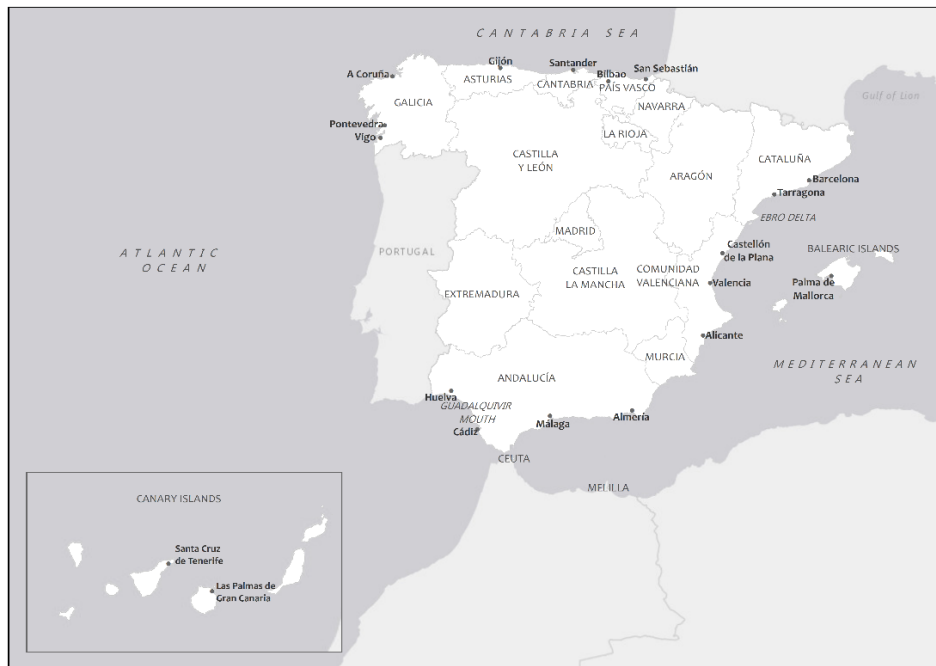 CANTABRIA SEA
Gijón
Santander
Bilbao
San Sebastián
A Coruña
ASTURIAS
CANTABRIA
PAÍS VASCO
Gulf of Lion
GALICIA
NAVARRA
Pontevedra
Vigo
LA RIOJA
CASTILLA
Y LEÓN
ARAGÓN
CATALUÑA
Barcelona
Tarragona
EBRO DELTA
MADRID
ATLANTIC
OCEAN
PORTUGAL
Castellón
de la Plana
BALEARIC ISLANDS
CASTILLA
LA MANCHA
COMUNIDAD
VALENCIANA
Valencia
Palma de
Mallorca
EXTREMADURA
Alicante
MURCIA
MEDITERRANEAN
SEA
ANDALUCÍA
Huelva
GUADALQUIVIR
MOUTH
Cádiz
Málaga
Almería
CEUTA
MELILLA
CANARY ISLANDS
Santa Cruz
de Tenerife
Las Palmas de
Gran Canaria